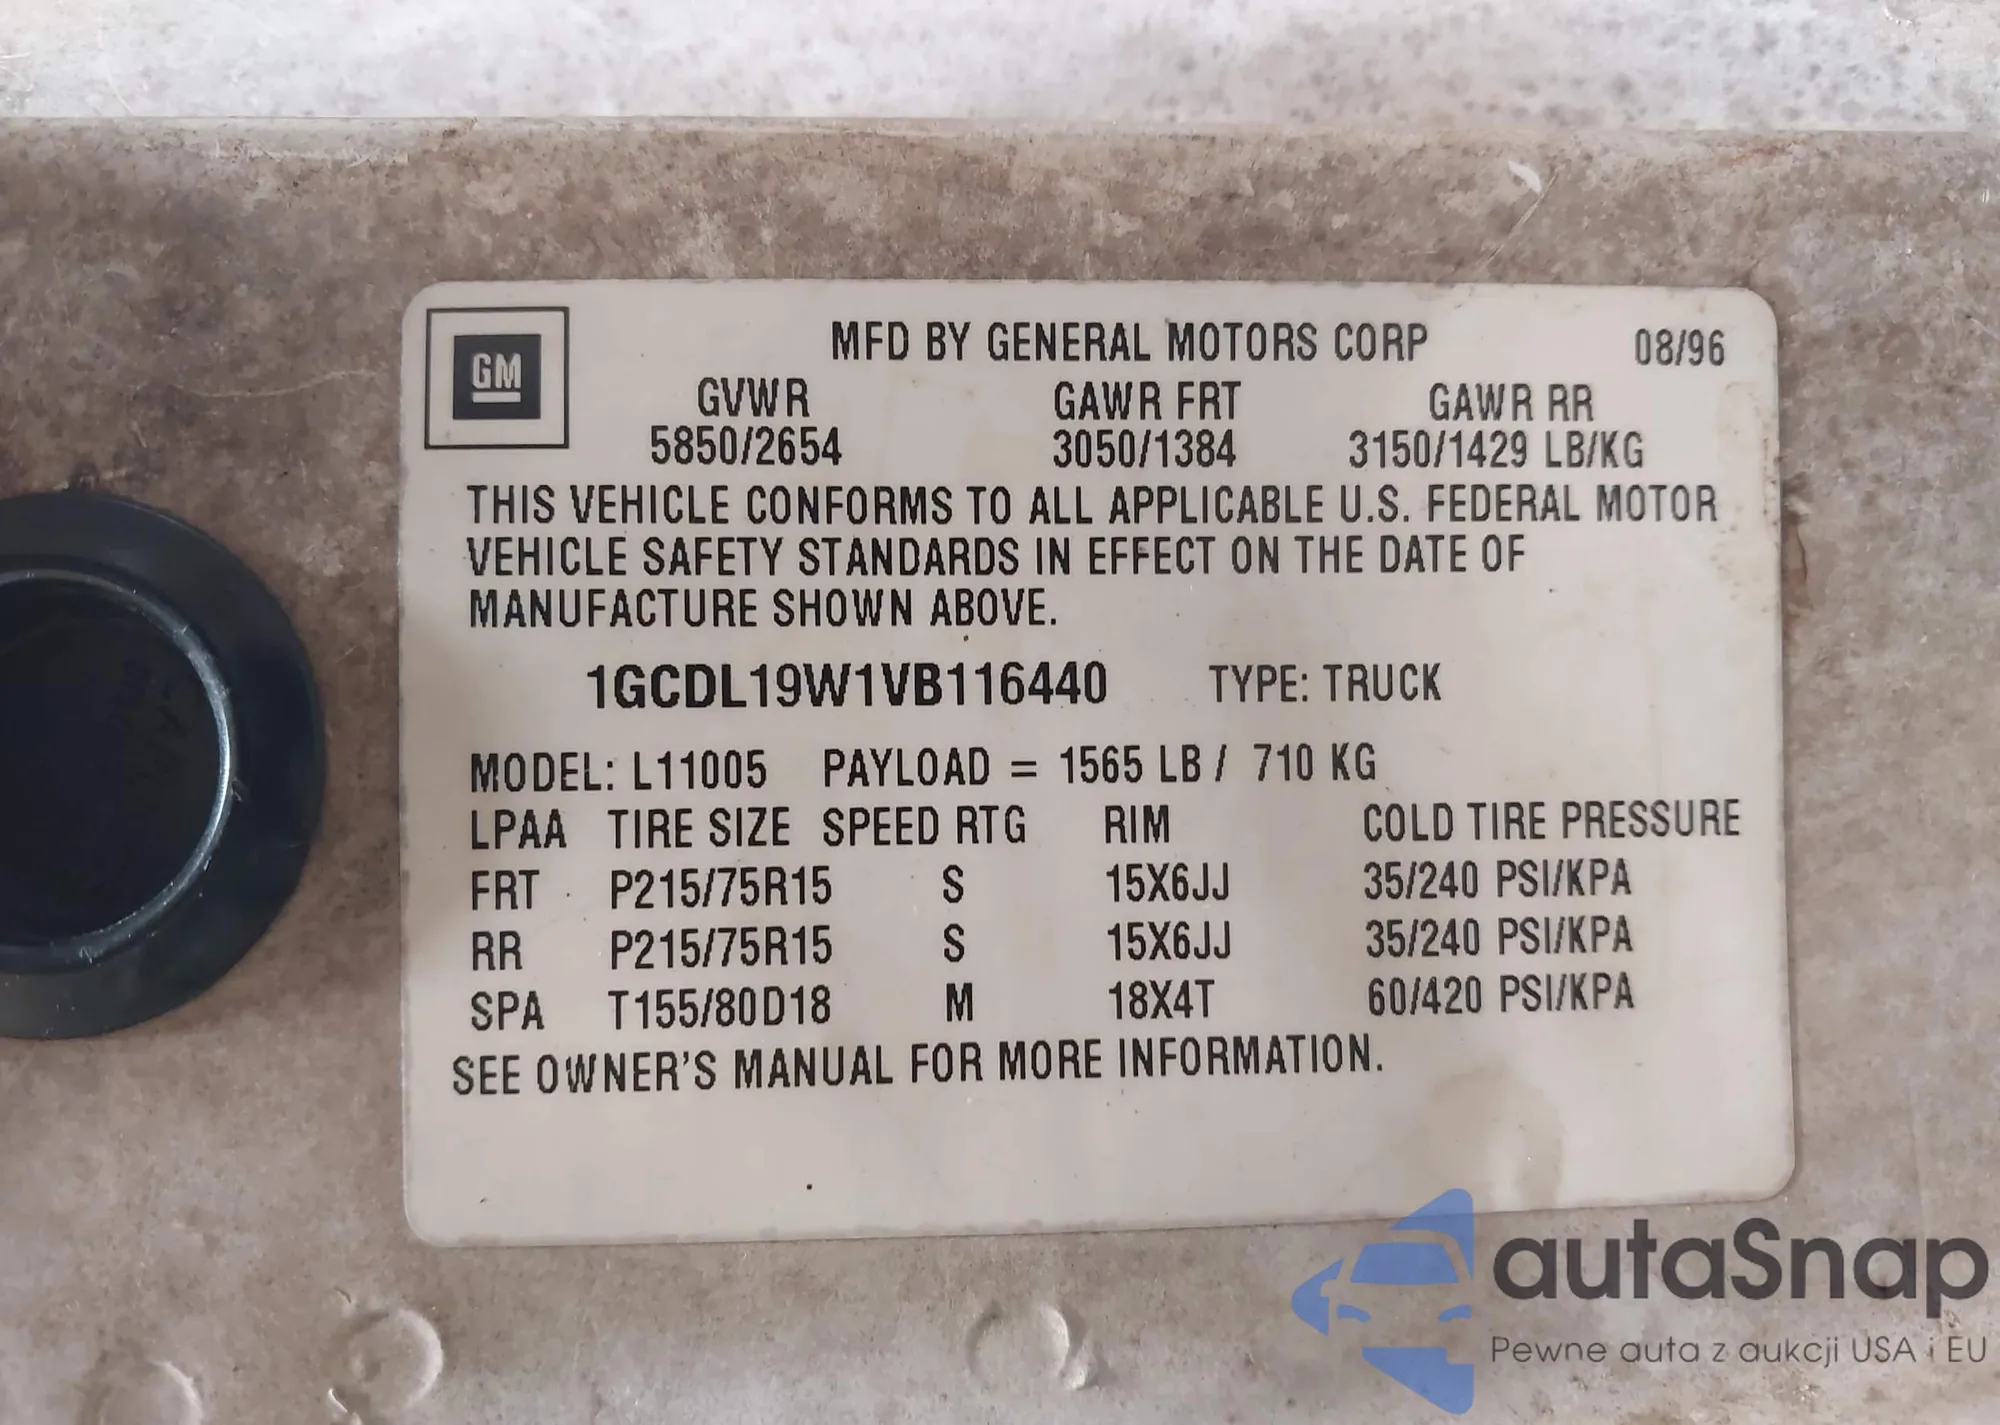 GM
MFD BY GENERAL MOTORS CORP 08/96
GVWR GAWR FRT GAWR RR
5850/2654 3050/1384 3150/1429 LB/KG
THIS VEHICLE CONFORMS TO ALL APPLICABLE U.S. FEDERAL MOTOR
VEHICLE SAFETY STANDARDS IN EFFECT ON THE DATE OF
MANUFACTURE SHOWN ABOVE.
1GCDL19W1VB116440 TYPE: TRUCK
MODEL: L11005 PAYLOAD = 1565 LB / 710 KG
LPAA TIRE SIZE SPEED RTG RIM COLD TIRE PRESSURE
FRT P215/75R15 S 15X6JJ 35/240 PSI/KPA
RR P215/75R15 S 15X6JJ 35/240 PSI/KPA
SPA T155/80D18 M 18X4T 60/420 PSI/KPA
SEE OWNER'S MANUAL FOR MORE INFORMATION.
autaSnap
Pewne auta z aukcji USA i EU